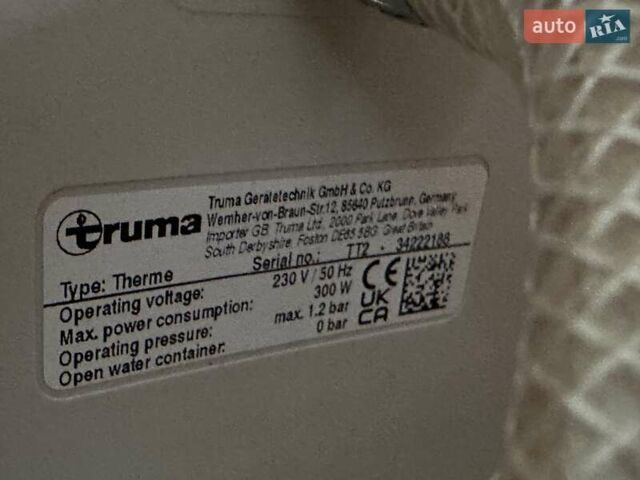 auto RIA .com
truma
Truma Gerätetechnik GmbH & Co. KG
Wernher-von-Braun-Str.12, 85640 Putzbrunn, Germany
Importer GB: Truma Ltd., 2000 Park Lane, Dove Valley Park
South Derbyshire, Foston DE65 5BG Great Britain
Type: Therme Serial no.: TT2 - 34222188
Operating voltage: 230 V / 50 Hz
Max. power consumption: 300 W
Operating pressure: max. 1.2 bar
Open water container: 0 bar
CE
UK
CA